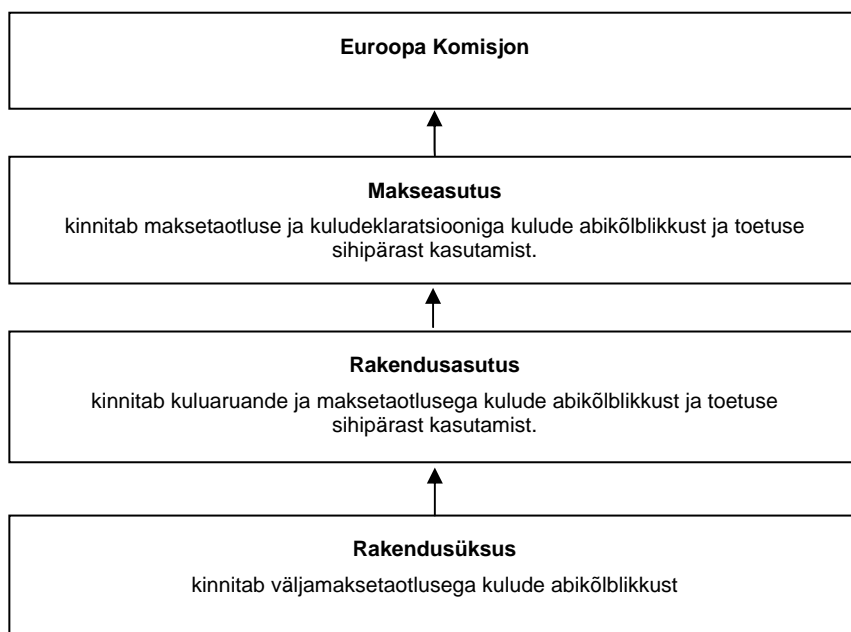 Euroopa Komisjon
Makseasutus
kinnitab maksetaotluse ja kuludeklaratsiooniga kulude abikõlblikkust ja toetuse
sihipärast kasutamist.
Rakendusasutus
kinnitab kuluaruande ja maksetaotlusega kulude abikõlblikkust ja toetuse
sihipärast kasutamist.
Rakendusüksus
kinnitab väljamaksetaotlusega kulude abikõlblikkust